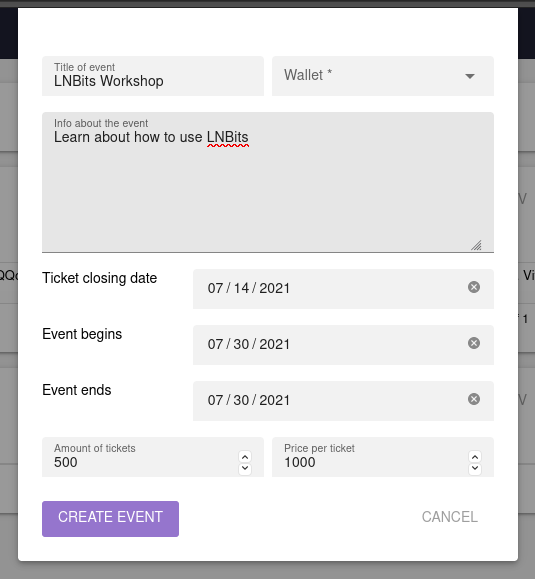 Title of event
LNBits Workshop
Wallet *
Info about the event
Learn about how to use LNBits
Ticket closing date
07 / 14 / 2021
Event begins
07 / 30 / 2021
Event ends
07 / 30 / 2021
Amount of tickets
500
Price per ticket
1000
CREATE EVENT
CANCEL